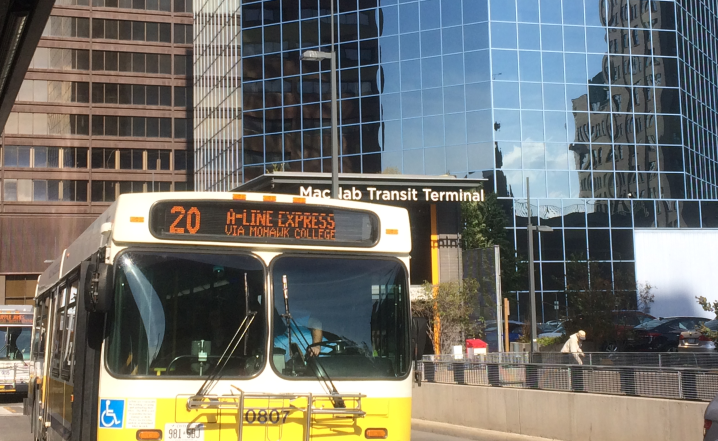 MacNab Transit Terminal
20 A-LINE EXPRESS
VIA MOHAWK COLLEGE
0807